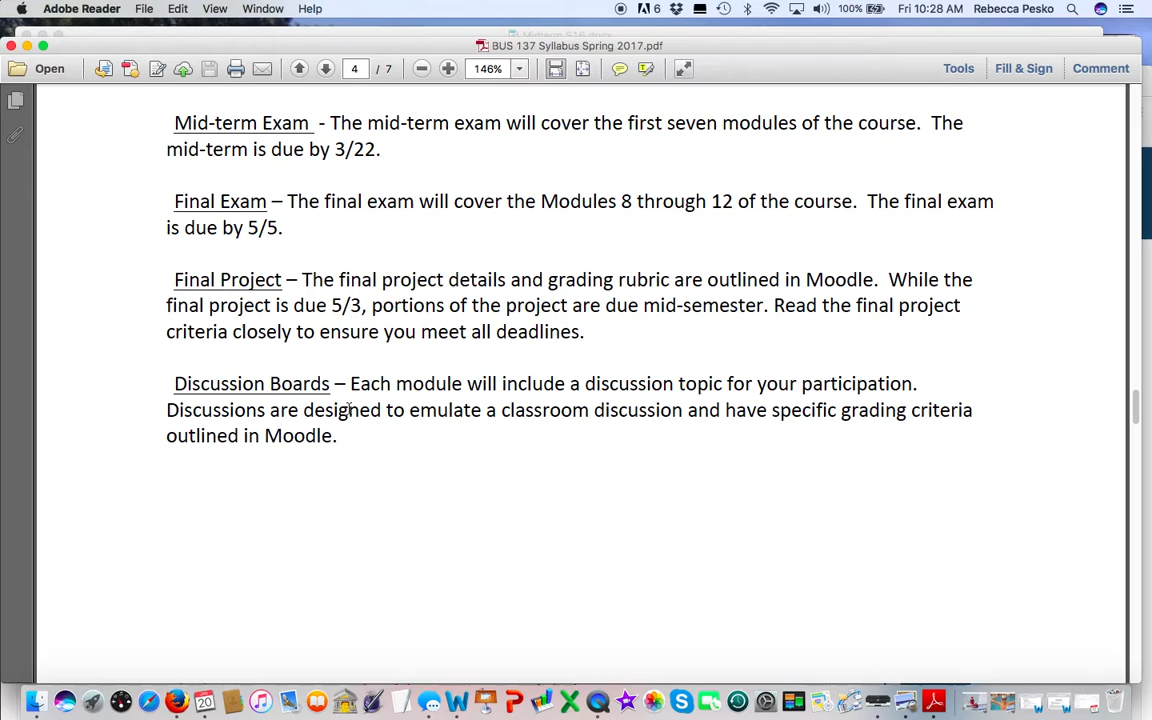 Adobe Reader File Edit View Window Help 6 100% Fri 10:28 AM Rebecca Pesko
BUS 137 Syllabus Spring 2017.pdf
Open 4 / 7 146% Tools Fill & Sign Comment
Mid-term Exam - The mid-term exam will cover the first seven modules of the course. The
mid-term is due by 3/22.
Final Exam – The final exam will cover the Modules 8 through 12 of the course. The final exam
is due by 5/5.
Final Project – The final project details and grading rubric are outlined in Moodle. While the
final project is due 5/3, portions of the project are due mid-semester. Read the final project
criteria closely to ensure you meet all deadlines.
Discussion Boards – Each module will include a discussion topic for your participation.
Discussions are designed to emulate a classroom discussion and have specific grading criteria
outlined in Moodle.
20